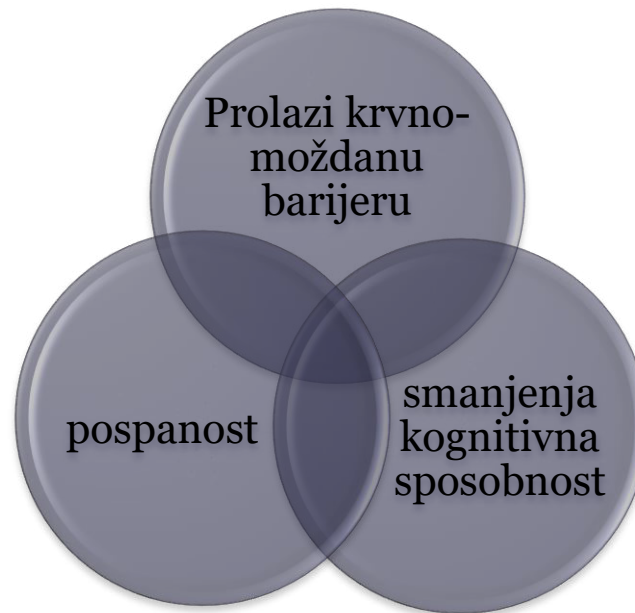 Prolazi krvno-
moždanu
barijeru
pospanost
smanjenja
kognitivna
sposobnost